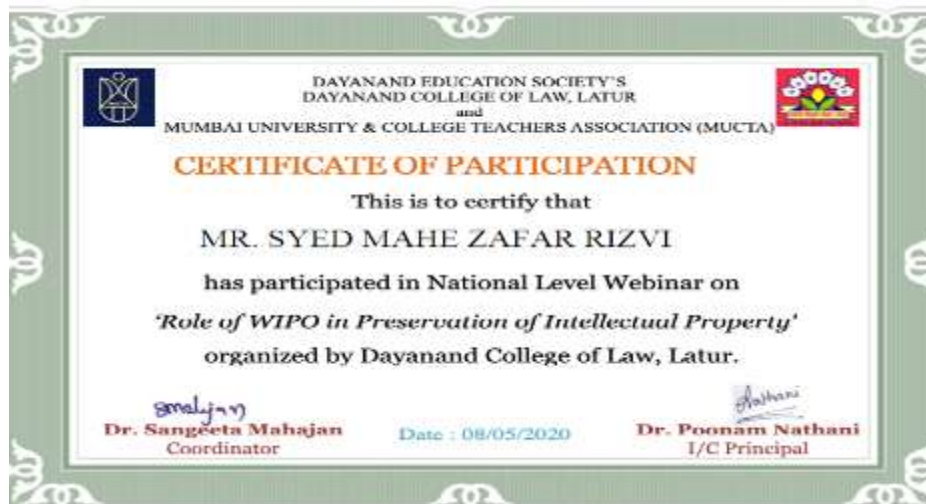 DAYANAND EDUCATION SOCIETY'S
DAYANAND COLLEGE OF LAW, LATUR
and
MUMBAI UNIVERSITY & COLLEGE TEACHERS ASSOCIATION (MUCTA)
CERTIFICATE OF PARTICIPATION
This is to certify that
MR. SYED MAHE ZAFAR RIZVI
has participated in National Level Webinar on
'Role of WIPO in Preservation of Intellectual Property'
organized by Dayanand College of Law, Latur.
Nathani
Dr. Sangeeta Mahajan
Coordinator
Date : 08/05/2020
Dr. Poonam Nathani
I/C Principal